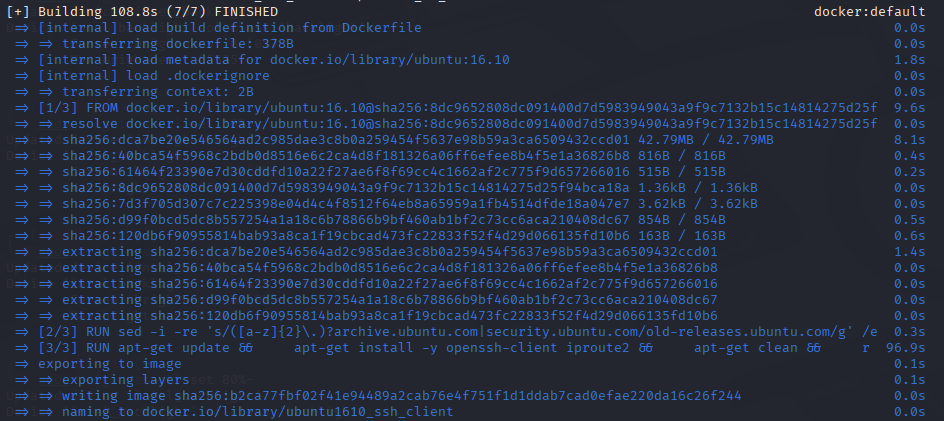 [+] Building 108.8s (7/7) FINISHED docker:default
=> [internal] load build definition from Dockerfile 0.0s
=> => transferring dockerfile: 378B 0.0s
=> [internal] load metadata for docker.io/library/ubuntu:16.10 1.8s
=> [internal] load .dockerignore 0.0s
=> => transferring context: 2B 0.0s
=> [1/3] FROM docker.io/library/ubuntu:16.10@sha256:8dc9652808dc091400d7d5983949043a9f9c7132b15c14814275d25f 9.6s
=> => resolve docker.io/library/ubuntu:16.10@sha256:8dc9652808dc091400d7d5983949043a9f9c7132b15c14814275d25f 0.0s
=> => sha256:dca7be20e546564ad2c985dae3c8b0a259454f5637e98b59a3ca6509432ccd01 42.79MB / 42.79MB 8.1s
=> => sha256:40bca54f5968c2bdb0d8516e6c2ca4d8f181326a06ff6efee8b4f5e1a36826b8 816B / 816B 0.4s
=> => sha256:61464f23390e7d30cddfd10a22f27ae6f8f69cc4c1662af2c775f9d657266016 515B / 515B 0.2s
=> => sha256:8dc9652808dc091400d7d5983949043a9f9c7132b15c14814275d25f94bca18a 1.36kB / 1.36kB 0.0s
=> => sha256:7d3f705d307c7c225398e04d4c4f8512f64eb8a65959a1fb4514dfde18a047e7 3.62kB / 3.62kB 0.0s
=> => sha256:d99f0bcd5dc8b557254a1a18c6b78866b9bf460ab1bf2c73cc6aca210408dc67 854B / 854B 0.5s
=> => sha256:120db6f90955814bab93a8ca1f19cbcad473fc22833f52f4d29d066135fd10b6 163B / 163B 0.6s
=> => extracting sha256:dca7be20e546564ad2c985dae3c8b0a259454f5637e98b59a3ca6509432ccd01 1.4s
=> => extracting sha256:40bca54f5968c2bdb0d8516e6c2ca4d8f181326a06ff6efee8b4f5e1a36826b8 0.0s
=> => extracting sha256:61464f23390e7d30cddfd10a22f27ae6f8f69cc4c1662af2c775f9d657266016 0.0s
=> => extracting sha256:d99f0bcd5dc8b557254a1a18c6b78866b9bf460ab1bf2c73cc6aca210408dc67 0.0s
=> => extracting sha256:120db6f90955814bab93a8ca1f19cbcad473fc22833f52f4d29d066135fd10b6 0.0s
=> [2/3] RUN sed -i -re 's/([a-z]{2}\.)?archive.ubuntu.com|security.ubuntu.com/old-releases.ubuntu.com/g' /e 0.3s
=> [3/3] RUN apt-get update && apt-get install -y openssh-client iproute2 && apt-get clean && r 96.9s
=> exporting to image 0.1s
=> => exporting layers 0.1s
=> => writing image sha256:b2ca77fbf02f41e94489a2cab76e4f751f1d1ddab7cad0efae220da16c26f244 0.0s
=> => naming to docker.io/library/ubuntu1610_ssh_client 0.0s